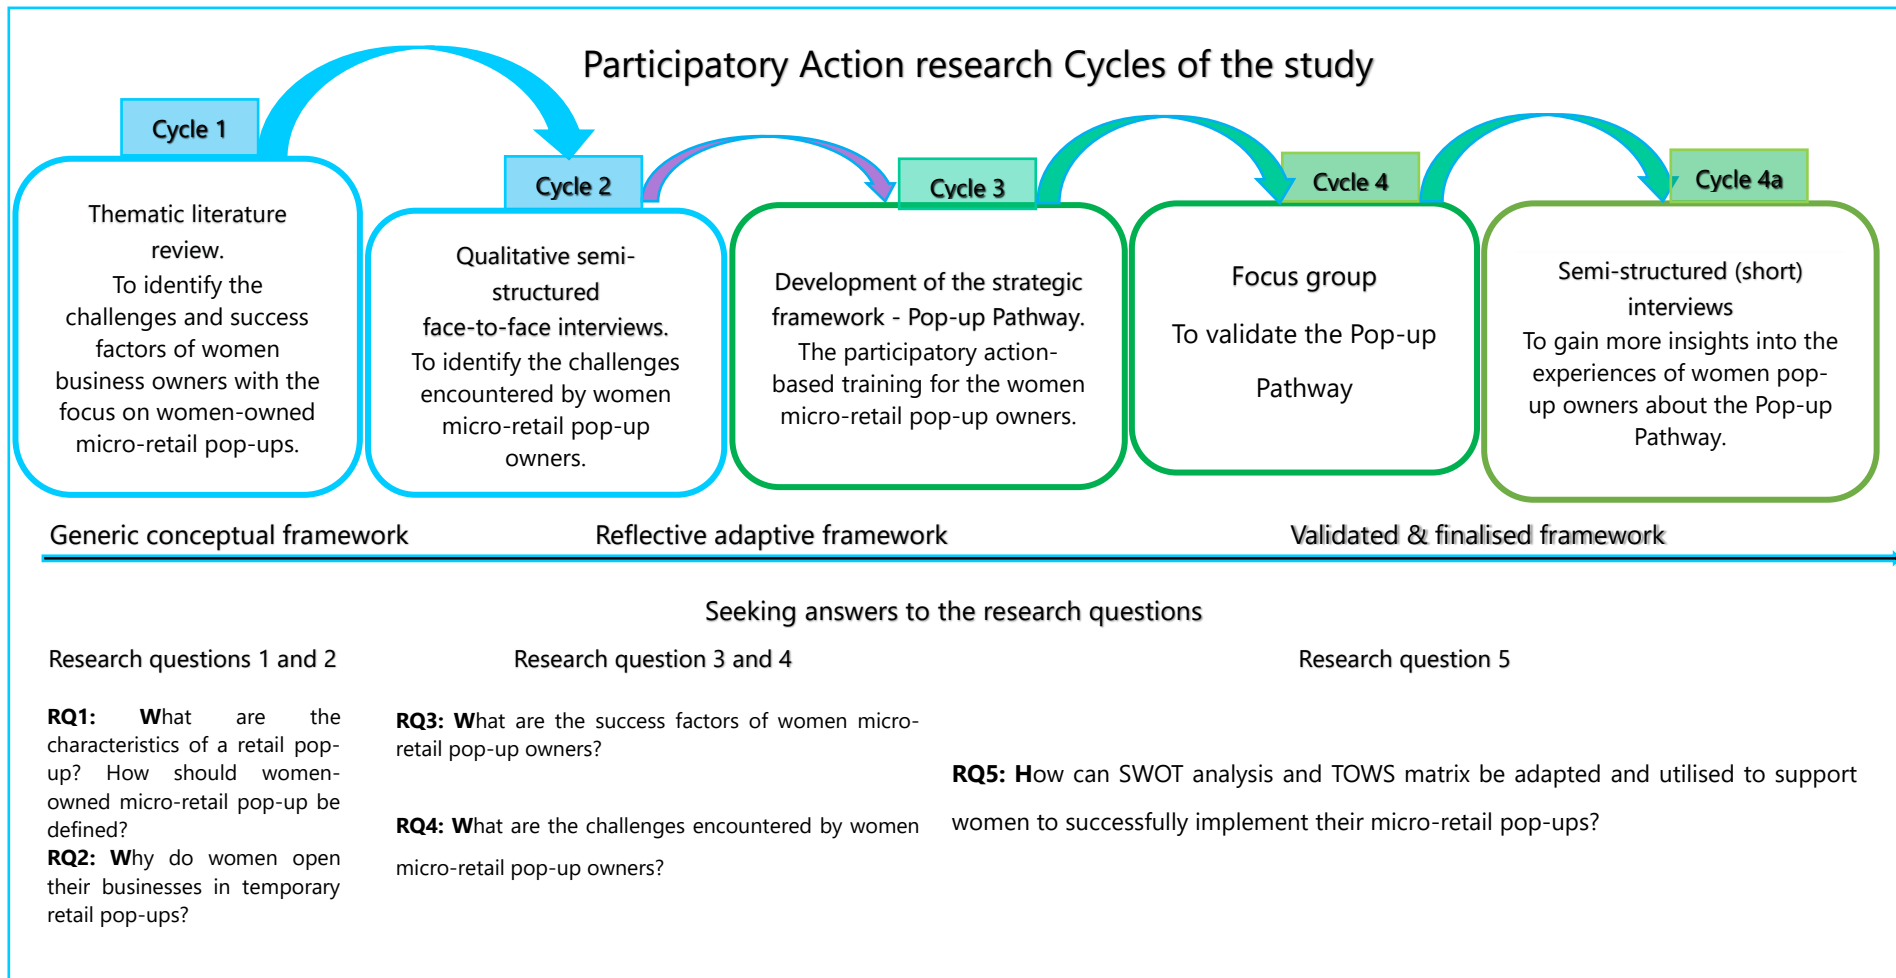 Participatory Action research Cycles of the study
Cycle 1
Thematic literature
review.
To identify the
challenges and success
factors of women
business owners with the
focus on women-owned
micro-retail pop-ups.
Cycle 2
Qualitative semi-
structured
face-to-face interviews.
To identify the challenges
encountered by women
micro-retail pop-up
owners.
Cycle 3
Development of the strategic
framework - Pop-up Pathway.
The participatory action-
based training for the women
micro-retail pop-up owners.
Cycle 4
Focus group
To validate the Pop-up
Pathway
Cycle 4a
Semi-structured (short)
interviews
To gain more insights into the
experiences of women pop-
up owners about the Pop-up
Pathway.
Generic conceptual framework
Reflective adaptive framework
Validated & finalised framework
Seeking answers to the research questions
Research questions 1 and 2
RQ1: What are the
characteristics of a retail pop-
up? How should women-
owned micro-retail pop-up be
defined?
RQ2: Why do women open
their businesses in temporary
retail pop-ups?
Research question 3 and 4
RQ3: What are the success factors of women micro-
retail pop-up owners?
RQ4: What are the challenges encountered by women
micro-retail pop-up owners?
Research question 5
RQ5: How can SWOT analysis and TOWS matrix be adapted and utilised to support
women to successfully implement their micro-retail pop-ups?